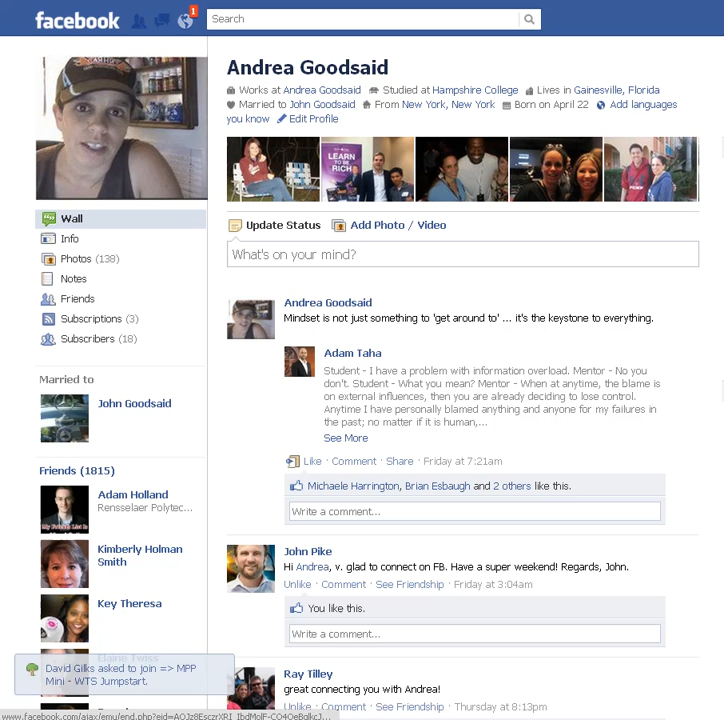 facebook
1
Search
Andrea Goodsaid
Works at Andrea Goodsaid Studied at Hampshire College Lives in Gainesville, Florida
Married to John Goodsaid From New York, New York Born on April 22 Add languages
you know Edit Profile
LEARN TO BE RICH
Wall
Info
Photos (138)
Notes
Friends
Subscriptions (3)
Subscribers (18)
Married to
John Goodsaid
Friends (1815)
Adam Holland
Rensselaer Polytec...
Kimberly Holman
Smith
Key Theresa
Elaine Twiss
David Gilks asked to join => MPP
Mini - WTS Jumpstart.
Update Status Add Photo / Video
What's on your mind?
Andrea Goodsaid
Mindset is not just something to 'get around to' ... it's the keystone to everything.
Adam Taha
Student - I have a problem with information overload. Mentor - No you
don't. Student - What you mean? Mentor - When at anytime, the blame is
on external influences, then you are already deciding to lose control.
Anytime I have personally blamed anything and anyone for my failures in
the past; no matter if it is human,...
See More
Like · Comment · Share · Friday at 7:21am
Michaele Harrington, Brian Esbaugh and 2 others like this.
Write a comment...
John Pike
Hi Andrea, v. glad to connect on FB. Have a super weekend! Regards, John.
Unlike · Comment · See Friendship · Friday at 3:04am
You like this.
Write a comment...
Ray Tilley
great connecting you with Andrea!
Unlike · Comment · See Friendship · Thursday at 8:13pm